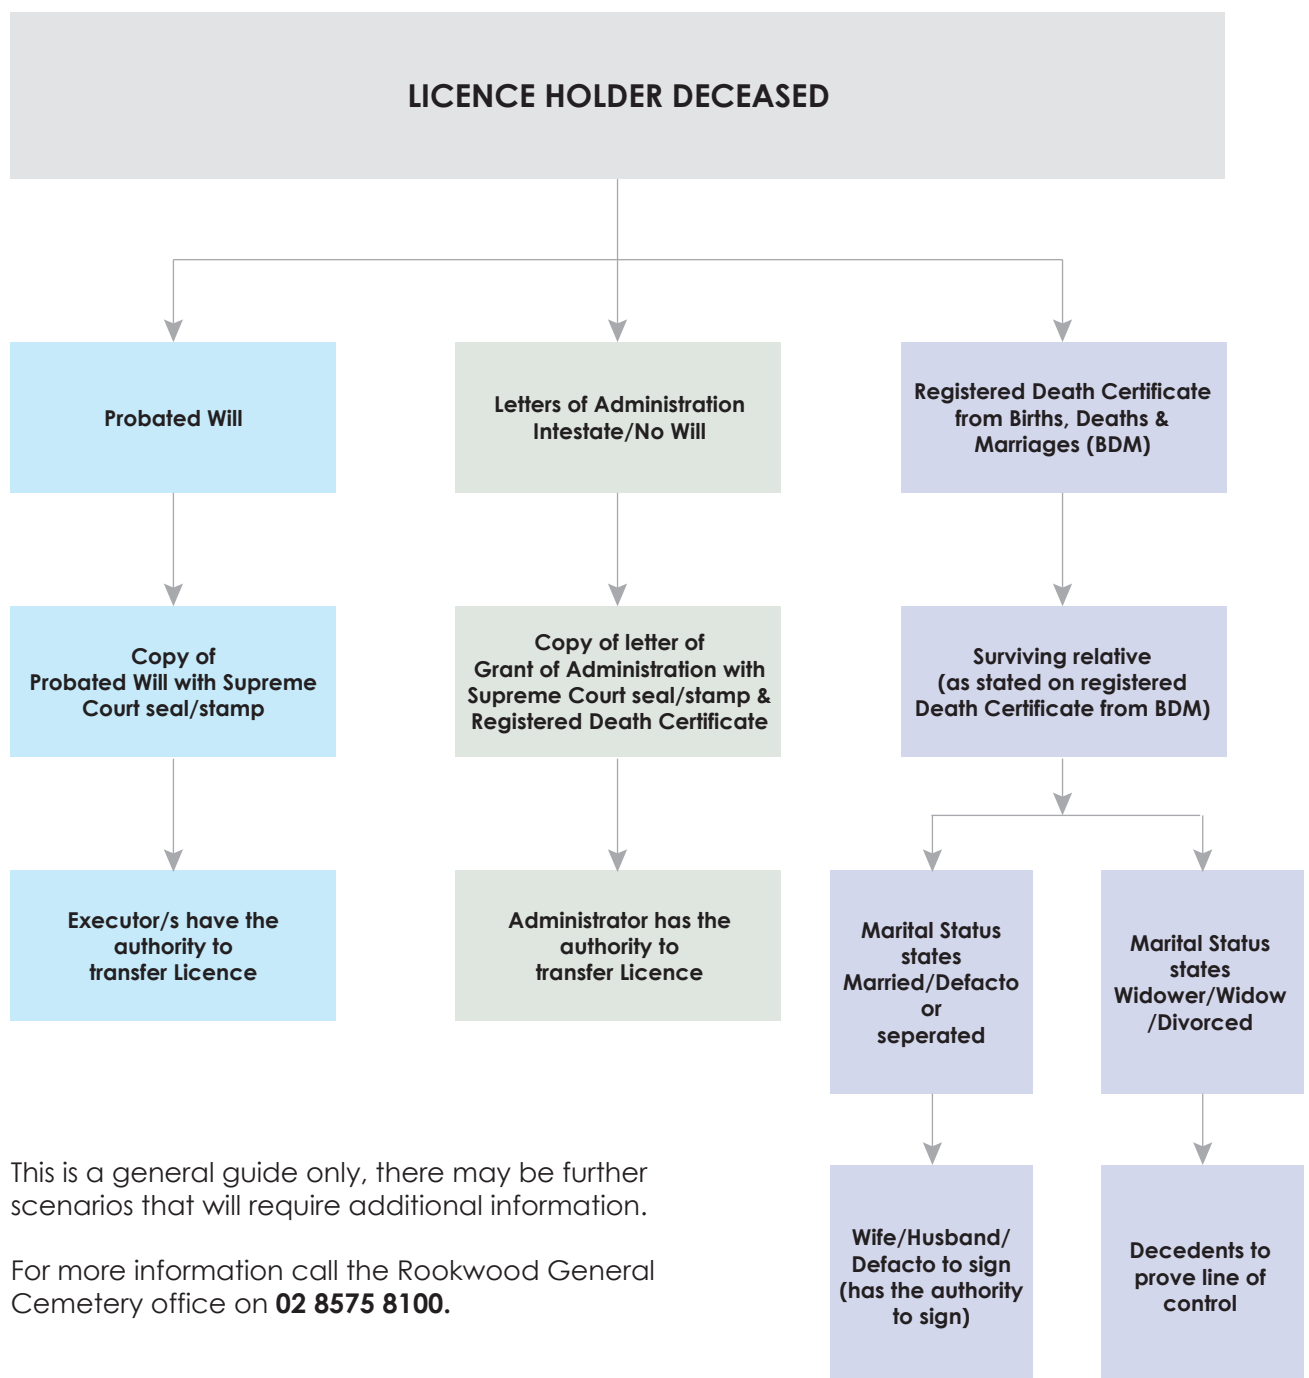 LICENCE HOLDER DECEASED
Probated Will
Letters of Administration
Intestate/No Will
Registered Death Certificate
from Births, Deaths &
Marriages (BDM)
Copy of
Probated Will with Supreme
Court seal/stamp
Copy of letter of
Grant of Administration with
Supreme Court seal/stamp &
Registered Death Certificate
Surviving relative
(as stated on registered
Death Certificate from BDM)
Executor/s have the
authority to
transfer Licence
Administrator has the
authority to
transfer Licence
Marital Status
states
Married/Defacto
or
seperated
Marital Status
states
Widower/Widow
/Divorced
Wife/Husband/
Defacto to sign
(has the authority
to sign)
Decedents to
prove line of
control
This is a general guide only, there may be further
scenarios that will require additional information.
For more information call the Rookwood General
Cemetery office on 02 8575 8100.